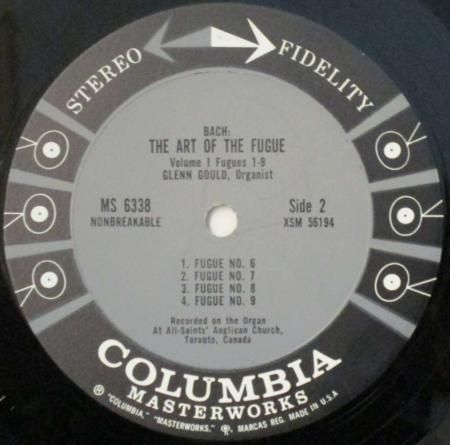 STEREO FIDELITY
BACH:
THE ART OF THE FUGUE
Volume I Fugues 1-9
GLENN GOULD, Organist
MS 6338
NONBREAKABLE
Side 2
XSM 56194
1. FUGUE NO. 6
2. FUGUE NO. 7
3. FUGUE NO. 8
4. FUGUE NO. 9
Recorded on the Organ
At All-Saints' Anglican Church,
Toronto, Canada
COLUMBIA
MASTERWORKS
® "COLUMBIA," "MASTERWORKS," MARCAS REG. MADE IN U.S.A